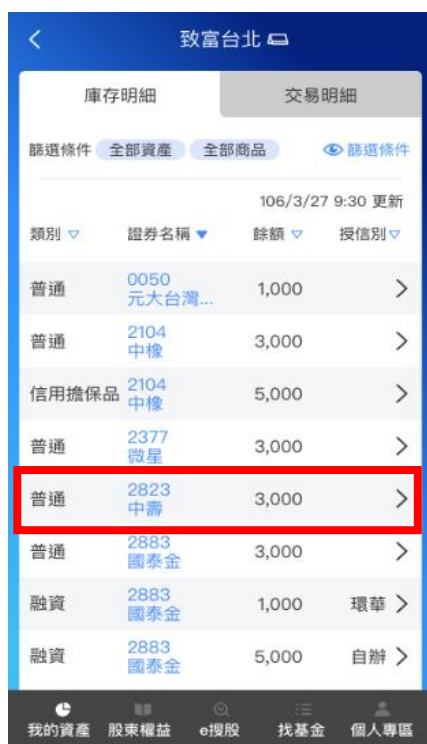 致富台北
庫存明細 交易明細
篩選條件 全部資產 全部商品 篩選條件
106/3/27 9:30 更新
類別 證券名稱 餘額 授信別
普通 0050 元大台灣... 1,000
普通 2104 中橡 3,000
信用擔保品 2104 中橡 5,000
普通 2377 微星 3,000
普通 2823 中壽 3,000
普通 2883 國泰金 3,000
融資 2883 國泰金 1,000 環華
融資 2883 國泰金 5,000 自辦
我的資產 股東權益 e搜股 找基金 個人專區